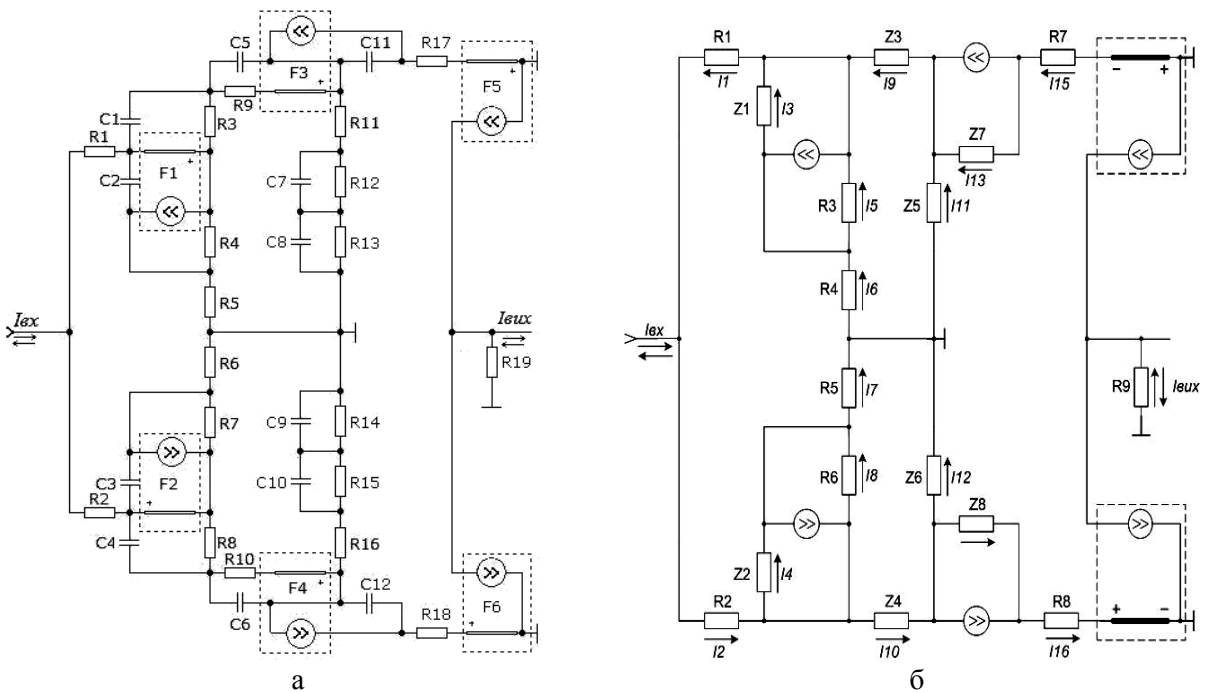 C5
F3
+
C11
R17
+
F5
R9
C1
R3
R11
R1
+
F1
C2
C7
R12
R4
C8
R13
R5
Iвх
Iвих
R19
R6
R7
C9
R14
C3
F2
C10
R15
R2
+
C4
R8
R16
R10
F4
+
C12
C6
R18
+
F6
а
R1
I1
Z3
I9
R7
I15
−
+
Z1
I3
Z7
I13
R3
I5
Z5
I11
R4
I6
Iвх
R5
I7
R9
Iвих
R6
I8
Z6
I12
Z8
Z2
I4
R2
I2
Z4
I10
R8
I16
+
−
б